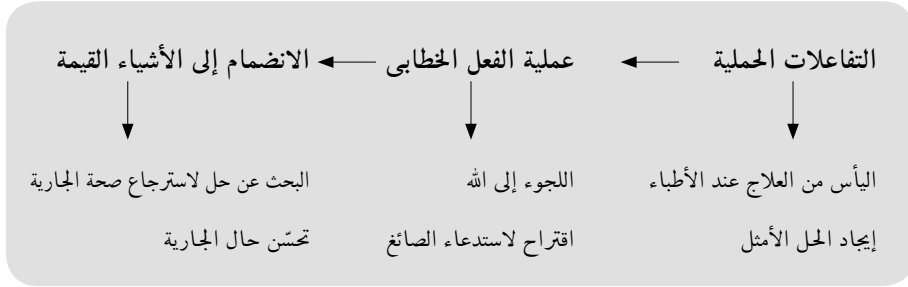 التفاعلات الحملية عملية الفعل الخطابى الانضمام إلى الأشياء القيمة
اليأس من العلاج عند الأطباء اللجوء إلى الله البحث عن حل لاسترجاع صحة الجارية
إيجاد الحل الأمثل اقتراح لاستدعاء الصائغ تحسّن حال الجارية